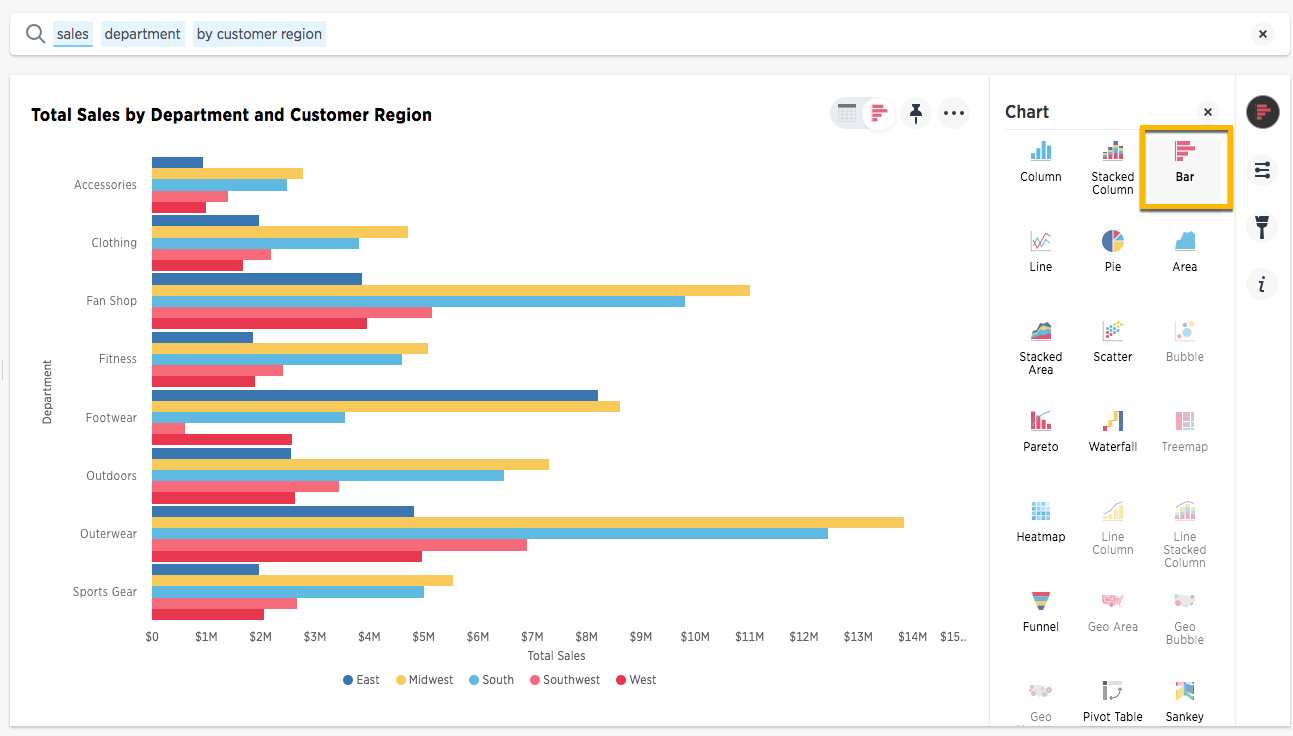 sales department by customer region
Total Sales by Department and Customer Region
Accessories
Clothing
Fan Shop
Fitness
Footwear
Outdoors
Outerwear
Sports Gear
Department
$0 $1M $2M $3M $4M $5M $6M $7M $8M $9M $10M $11M $12M $13M $14M $15..
Total Sales
East Midwest South Southwest West
Chart
Column
Stacked
Column
Bar
Line
Pie
Area
Stacked
Area
Scatter
Bubble
Pareto
Waterfall
Treemap
Heatmap
Line
Column
Line
Stacked
Column
Funnel
Geo Area
Geo
Bubble
Geo
Pivot Table
Sankey
i